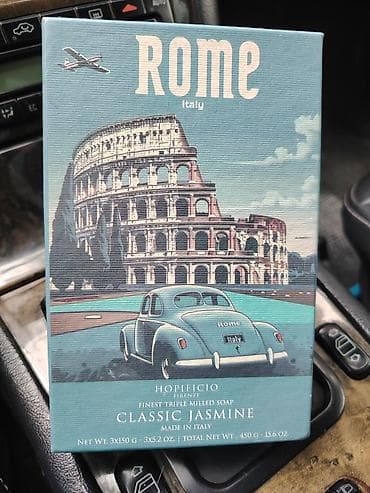 ROME
Italy
Rome
Italy
HOPIFICIO
FIRENZE
FINEST TRIPLE MILLED SOAP
CLASSIC JASMINE
MADE IN ITALY
NET WT. 3X150 G - 3X5.2 OZ. | TOTAL NET WT. 450 G - 15.6 OZ.